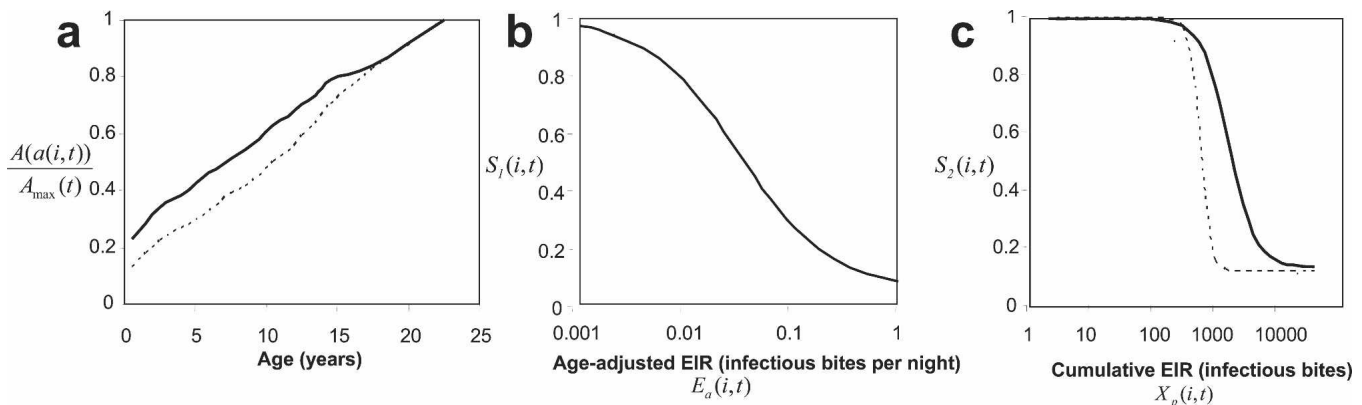 a
1
0.8
0.6
0.4
0.2
0
A(a(i,t))
A_max(t)
0 5 10 15 20 25
Age (years)
b
1
0.8
0.6
0.4
0.2
0
S_1(i,t)
0.001 0.01 0.1 1
Age-adjusted EIR (infectious bites per night)
E_a(i,t)
c
1
0.8
0.6
0.4
0.2
0
S_2(i,t)
1 10 100 1000 10000
Cumulative EIR (infectious bites)
X_p(i,t)